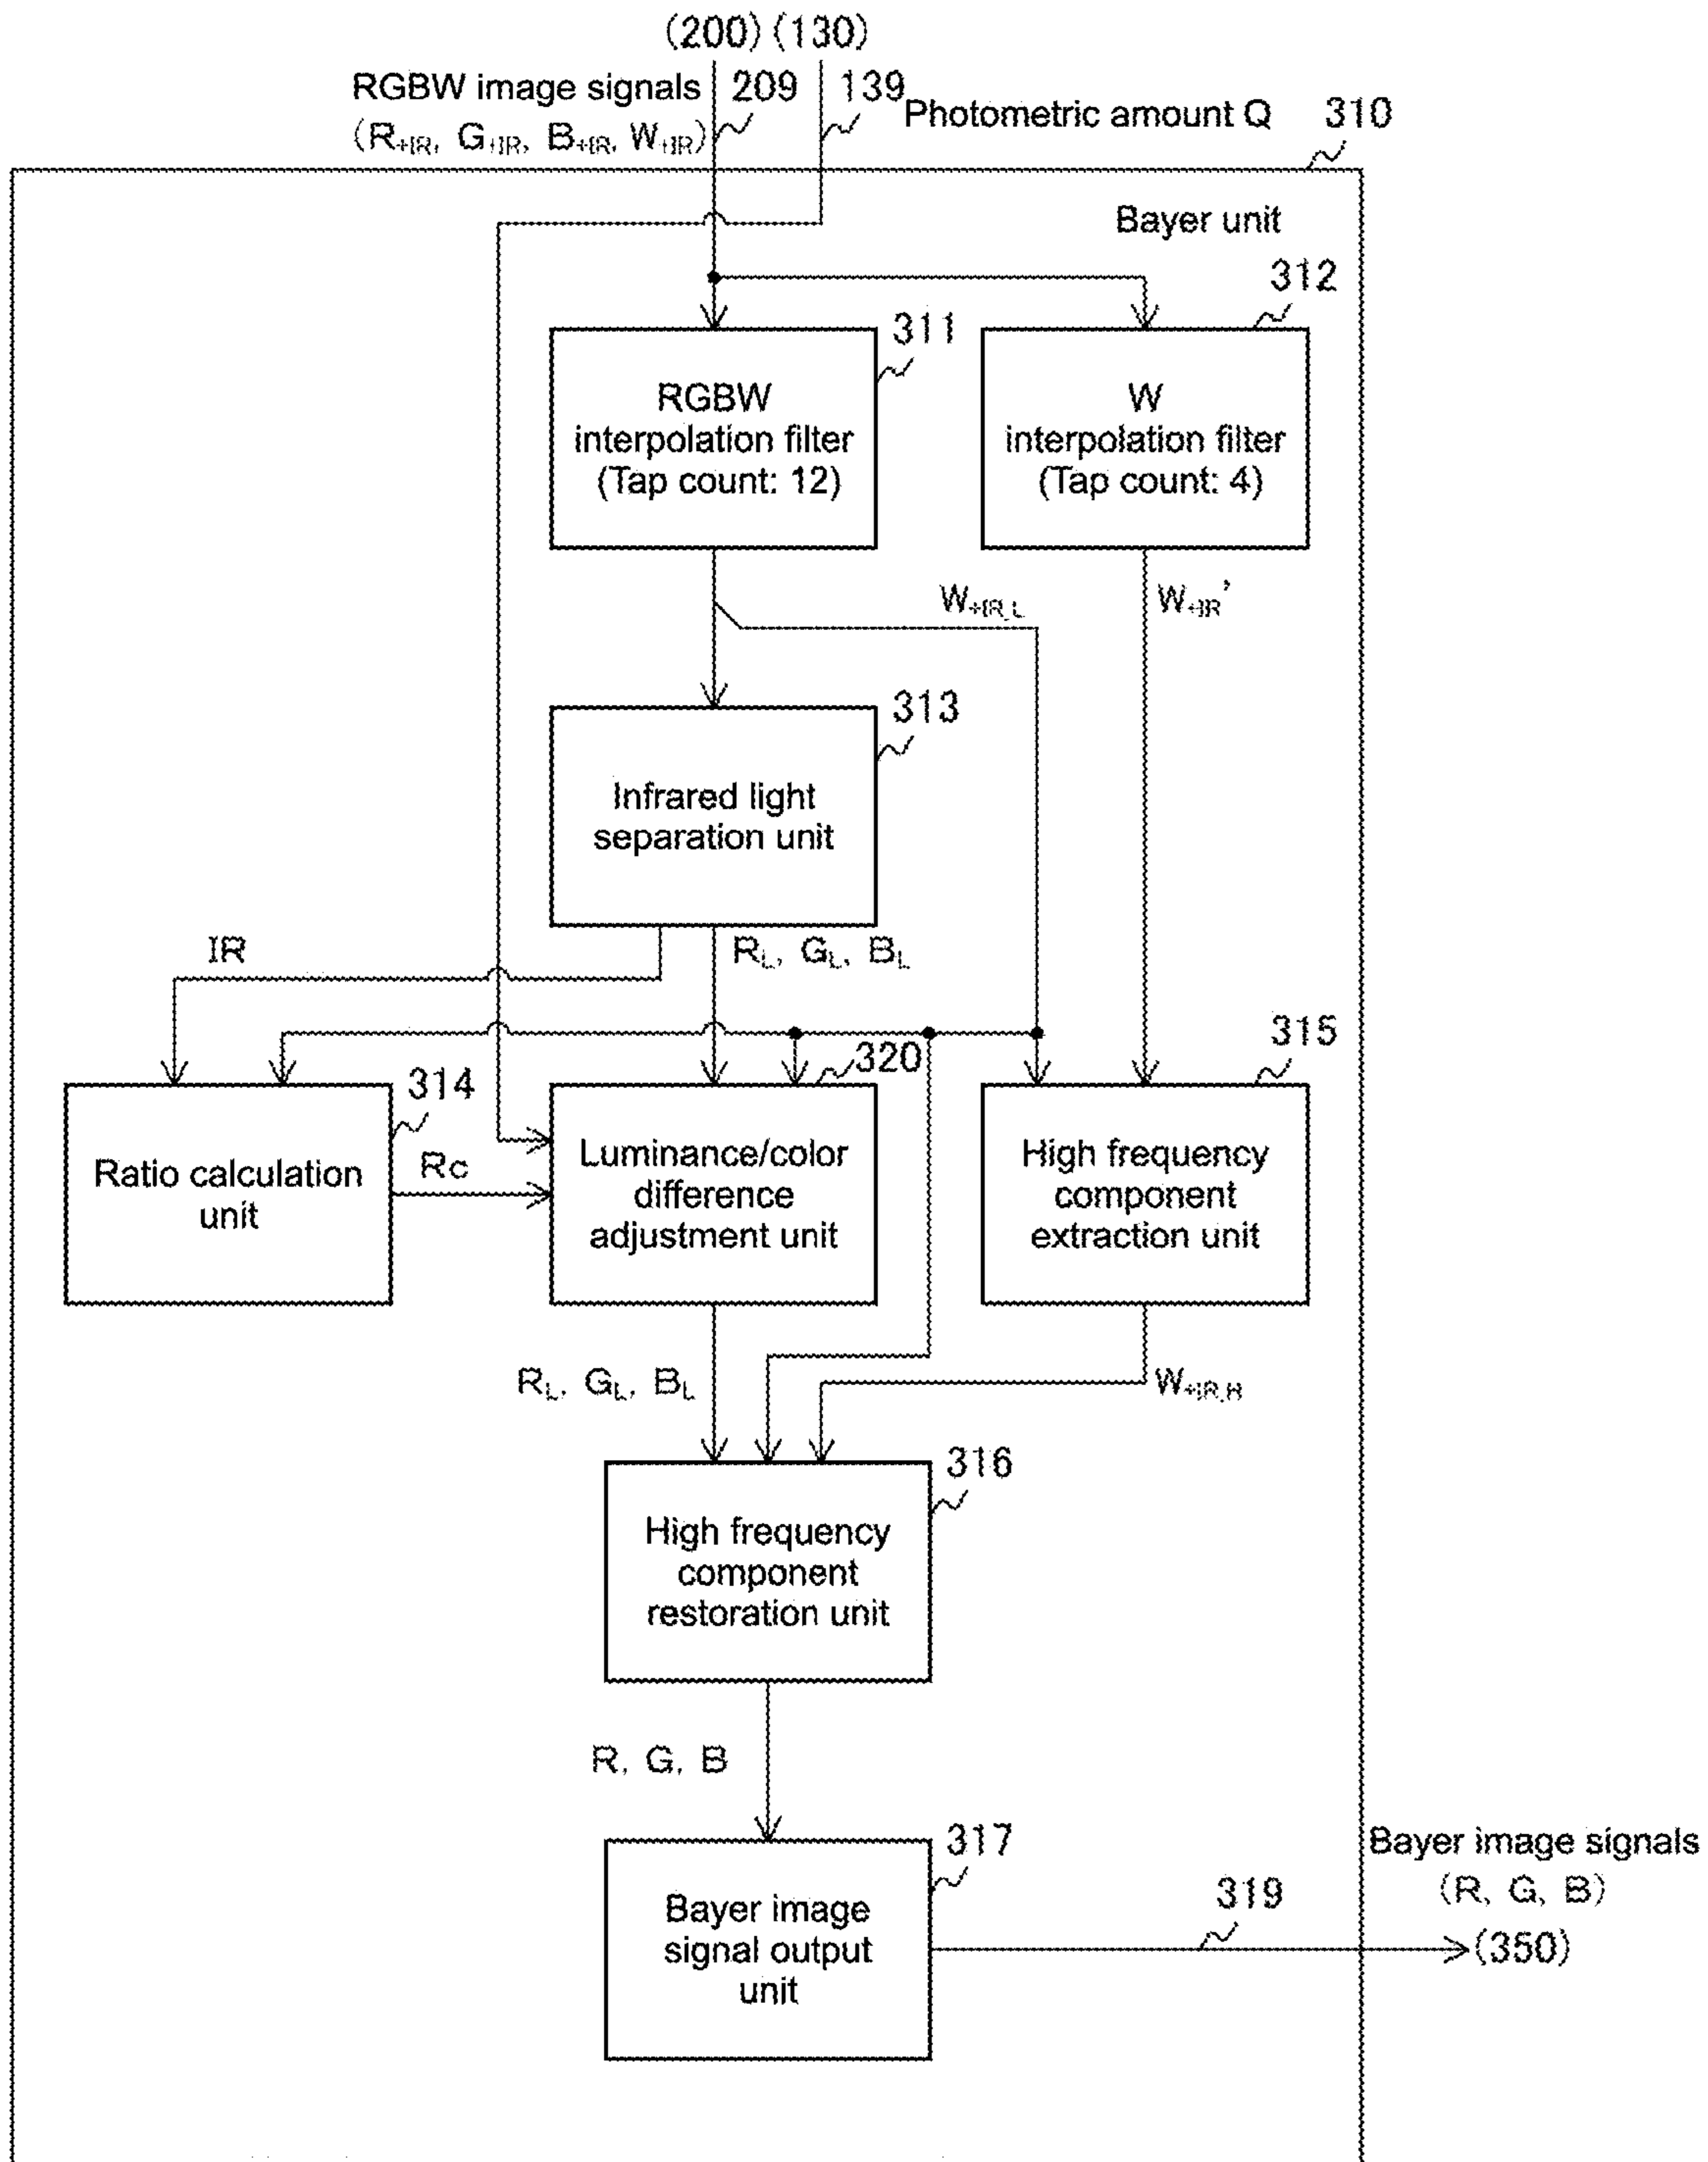 (200) (130)
RGBW image signals 209 139 Photometric amount Q 310
(R+IR, G+IR, B+IR, W+IR)
Bayer unit
312
311
RGBW
interpolation filter
(Tap count: 12)
W
interpolation filter
(Tap count: 4)
W+IR_L
W+IR'
313
Infrared light
separation unit
IR
RL, GL, BL
315
320
314
Ratio calculation
unit
Rc
Luminance/color
difference
adjustment unit
High frequency
component
extraction unit
RL, GL, BL
W+IR_H
316
High frequency
component
restoration unit
R, G, B
317
Bayer image
signal output
unit
319
Bayer image signals
(R, G, B)
(350)